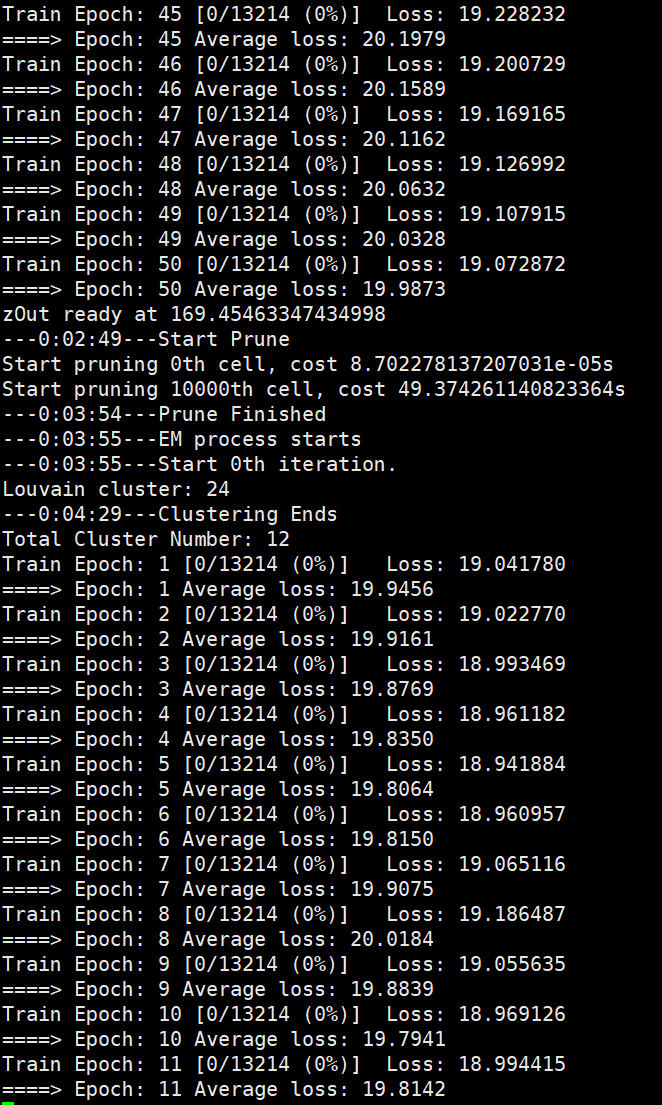 Train Epoch: 45 [0/13214 (0%)]  Loss: 19.228232
====> Epoch: 45 Average loss: 20.1979
Train Epoch: 46 [0/13214 (0%)]  Loss: 19.200729
====> Epoch: 46 Average loss: 20.1589
Train Epoch: 47 [0/13214 (0%)]  Loss: 19.169165
====> Epoch: 47 Average loss: 20.1162
Train Epoch: 48 [0/13214 (0%)]  Loss: 19.126992
====> Epoch: 48 Average loss: 20.0632
Train Epoch: 49 [0/13214 (0%)]  Loss: 19.107915
====> Epoch: 49 Average loss: 20.0328
Train Epoch: 50 [0/13214 (0%)]  Loss: 19.072872
====> Epoch: 50 Average loss: 19.9873
zOut ready at 169.45463347434998
---0:02:49---Start Prune
Start pruning 0th cell, cost 8.702278137207031e-05s
Start pruning 10000th cell, cost 49.374261140823364s
---0:03:54---Prune Finished
---0:03:55---EM process starts
---0:03:55---Start 0th iteration.
Louvain cluster: 24
---0:04:29---Clustering Ends
Total Cluster Number: 12
Train Epoch: 1 [0/13214 (0%)]   Loss: 19.041780
====> Epoch: 1 Average loss: 19.9456
Train Epoch: 2 [0/13214 (0%)]   Loss: 19.022770
====> Epoch: 2 Average loss: 19.9161
Train Epoch: 3 [0/13214 (0%)]   Loss: 18.993469
====> Epoch: 3 Average loss: 19.8769
Train Epoch: 4 [0/13214 (0%)]   Loss: 18.961182
====> Epoch: 4 Average loss: 19.8350
Train Epoch: 5 [0/13214 (0%)]   Loss: 18.941884
====> Epoch: 5 Average loss: 19.8064
Train Epoch: 6 [0/13214 (0%)]   Loss: 18.960957
====> Epoch: 6 Average loss: 19.8150
Train Epoch: 7 [0/13214 (0%)]   Loss: 19.065116
====> Epoch: 7 Average loss: 19.9075
Train Epoch: 8 [0/13214 (0%)]   Loss: 19.186487
====> Epoch: 8 Average loss: 20.0184
Train Epoch: 9 [0/13214 (0%)]   Loss: 19.055635
====> Epoch: 9 Average loss: 19.8839
Train Epoch: 10 [0/13214 (0%)]  Loss: 18.969126
====> Epoch: 10 Average loss: 19.7941
Train Epoch: 11 [0/13214 (0%)]  Loss: 18.994415
====> Epoch: 11 Average loss: 19.8142